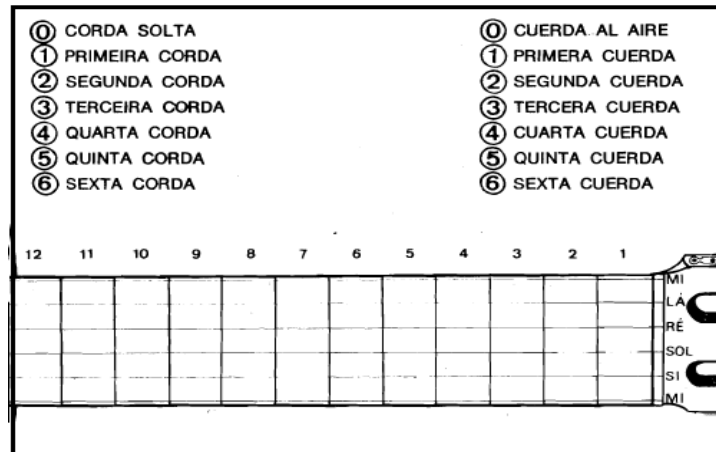 0 CORDA SOLTA
1 PRIMEIRA CORDA
2 SEGUNDA CORDA
3 TERCEIRA CORDA
4 QUARTA CORDA
5 QUINTA CORDA
6 SEXTA CORDA
0 CUERDA AL AIRE
1 PRIMERA CUERDA
2 SEGUNDA CUERDA
3 TERCERA CUERDA
4 CUARTA CUERDA
5 QUINTA CUERDA
6 SEXTA CUERDA
12 11 10 9 8 7 6 5 4 3 2 1
MI
LÁ
RÉ
SOL
SI
MI